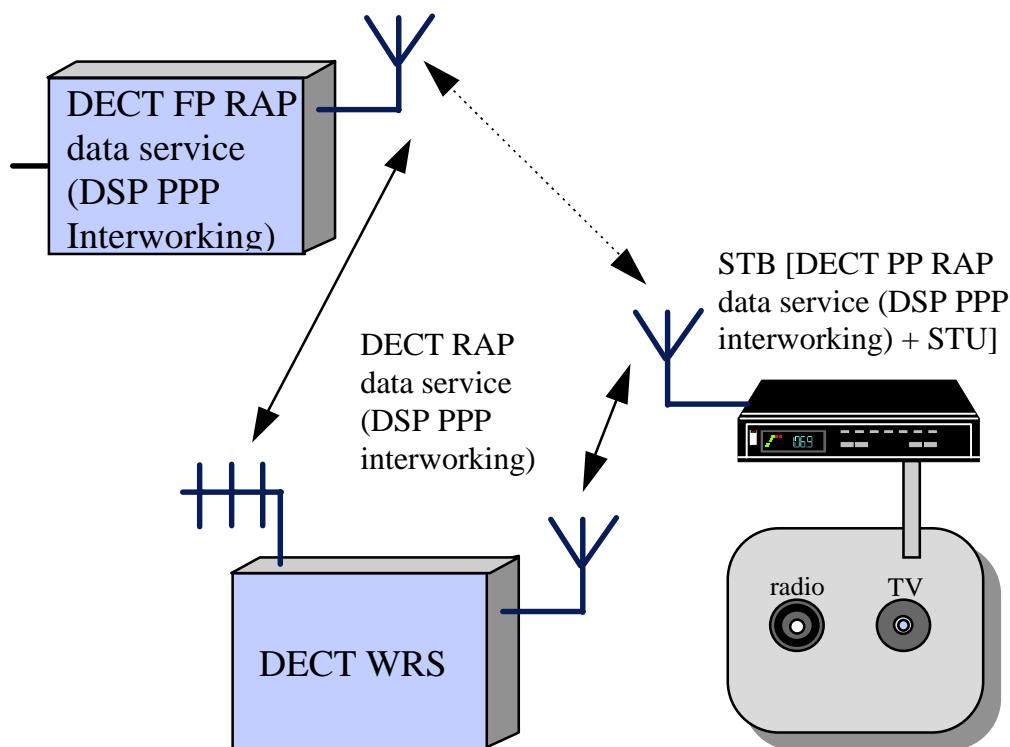 DECT FP RAP
data service
(DSP PPP
Interworking)
STB [DECT PP RAP
data service (DSP PPP
interworking) + STU]
DECT RAP
data service
(DSP PPP
interworking)
1069
radio
TV
DECT WRS